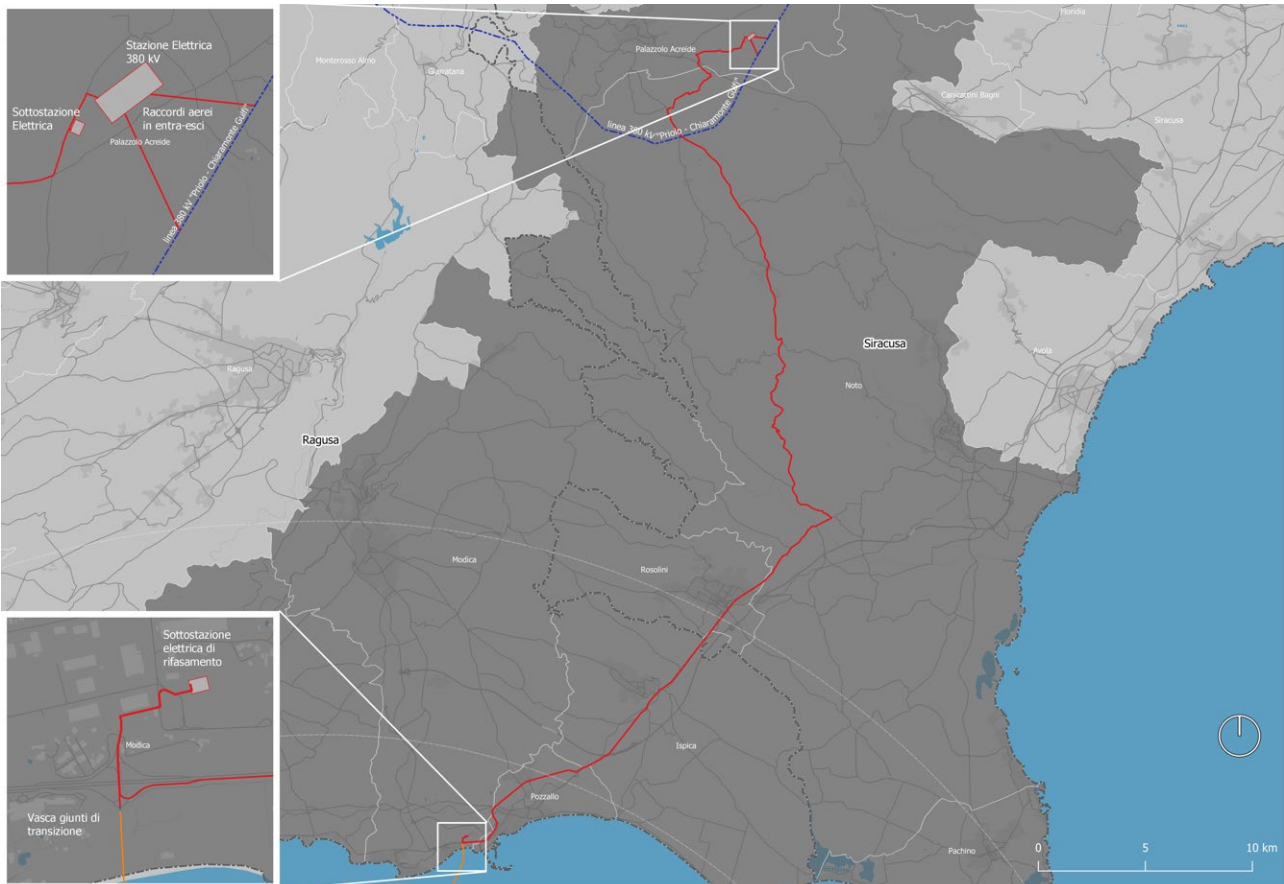 Stazione Elettrica
380 kV
Sottostazione
Elettrica
Raccordi aerei
in entra-esci
Palazzolo Acreide
linea 380 kV "Priolo - Chiaramonte Gulfi"
Monterosso Almo
Giarratana
Palazzolo Acreide
linea 380 kV "Priolo - Chiaramonte Gulfi"
Floridia
Canicattini Bagni
Siracusa
Ragusa
Ragusa
Siracusa
Noto
Avola
Modica
Rosolini
Ispica
Pozzallo
Pachino
Sottostazione
elettrica di
rifasamento
Modica
Vasca giunti di
transizione
0 5 10 km